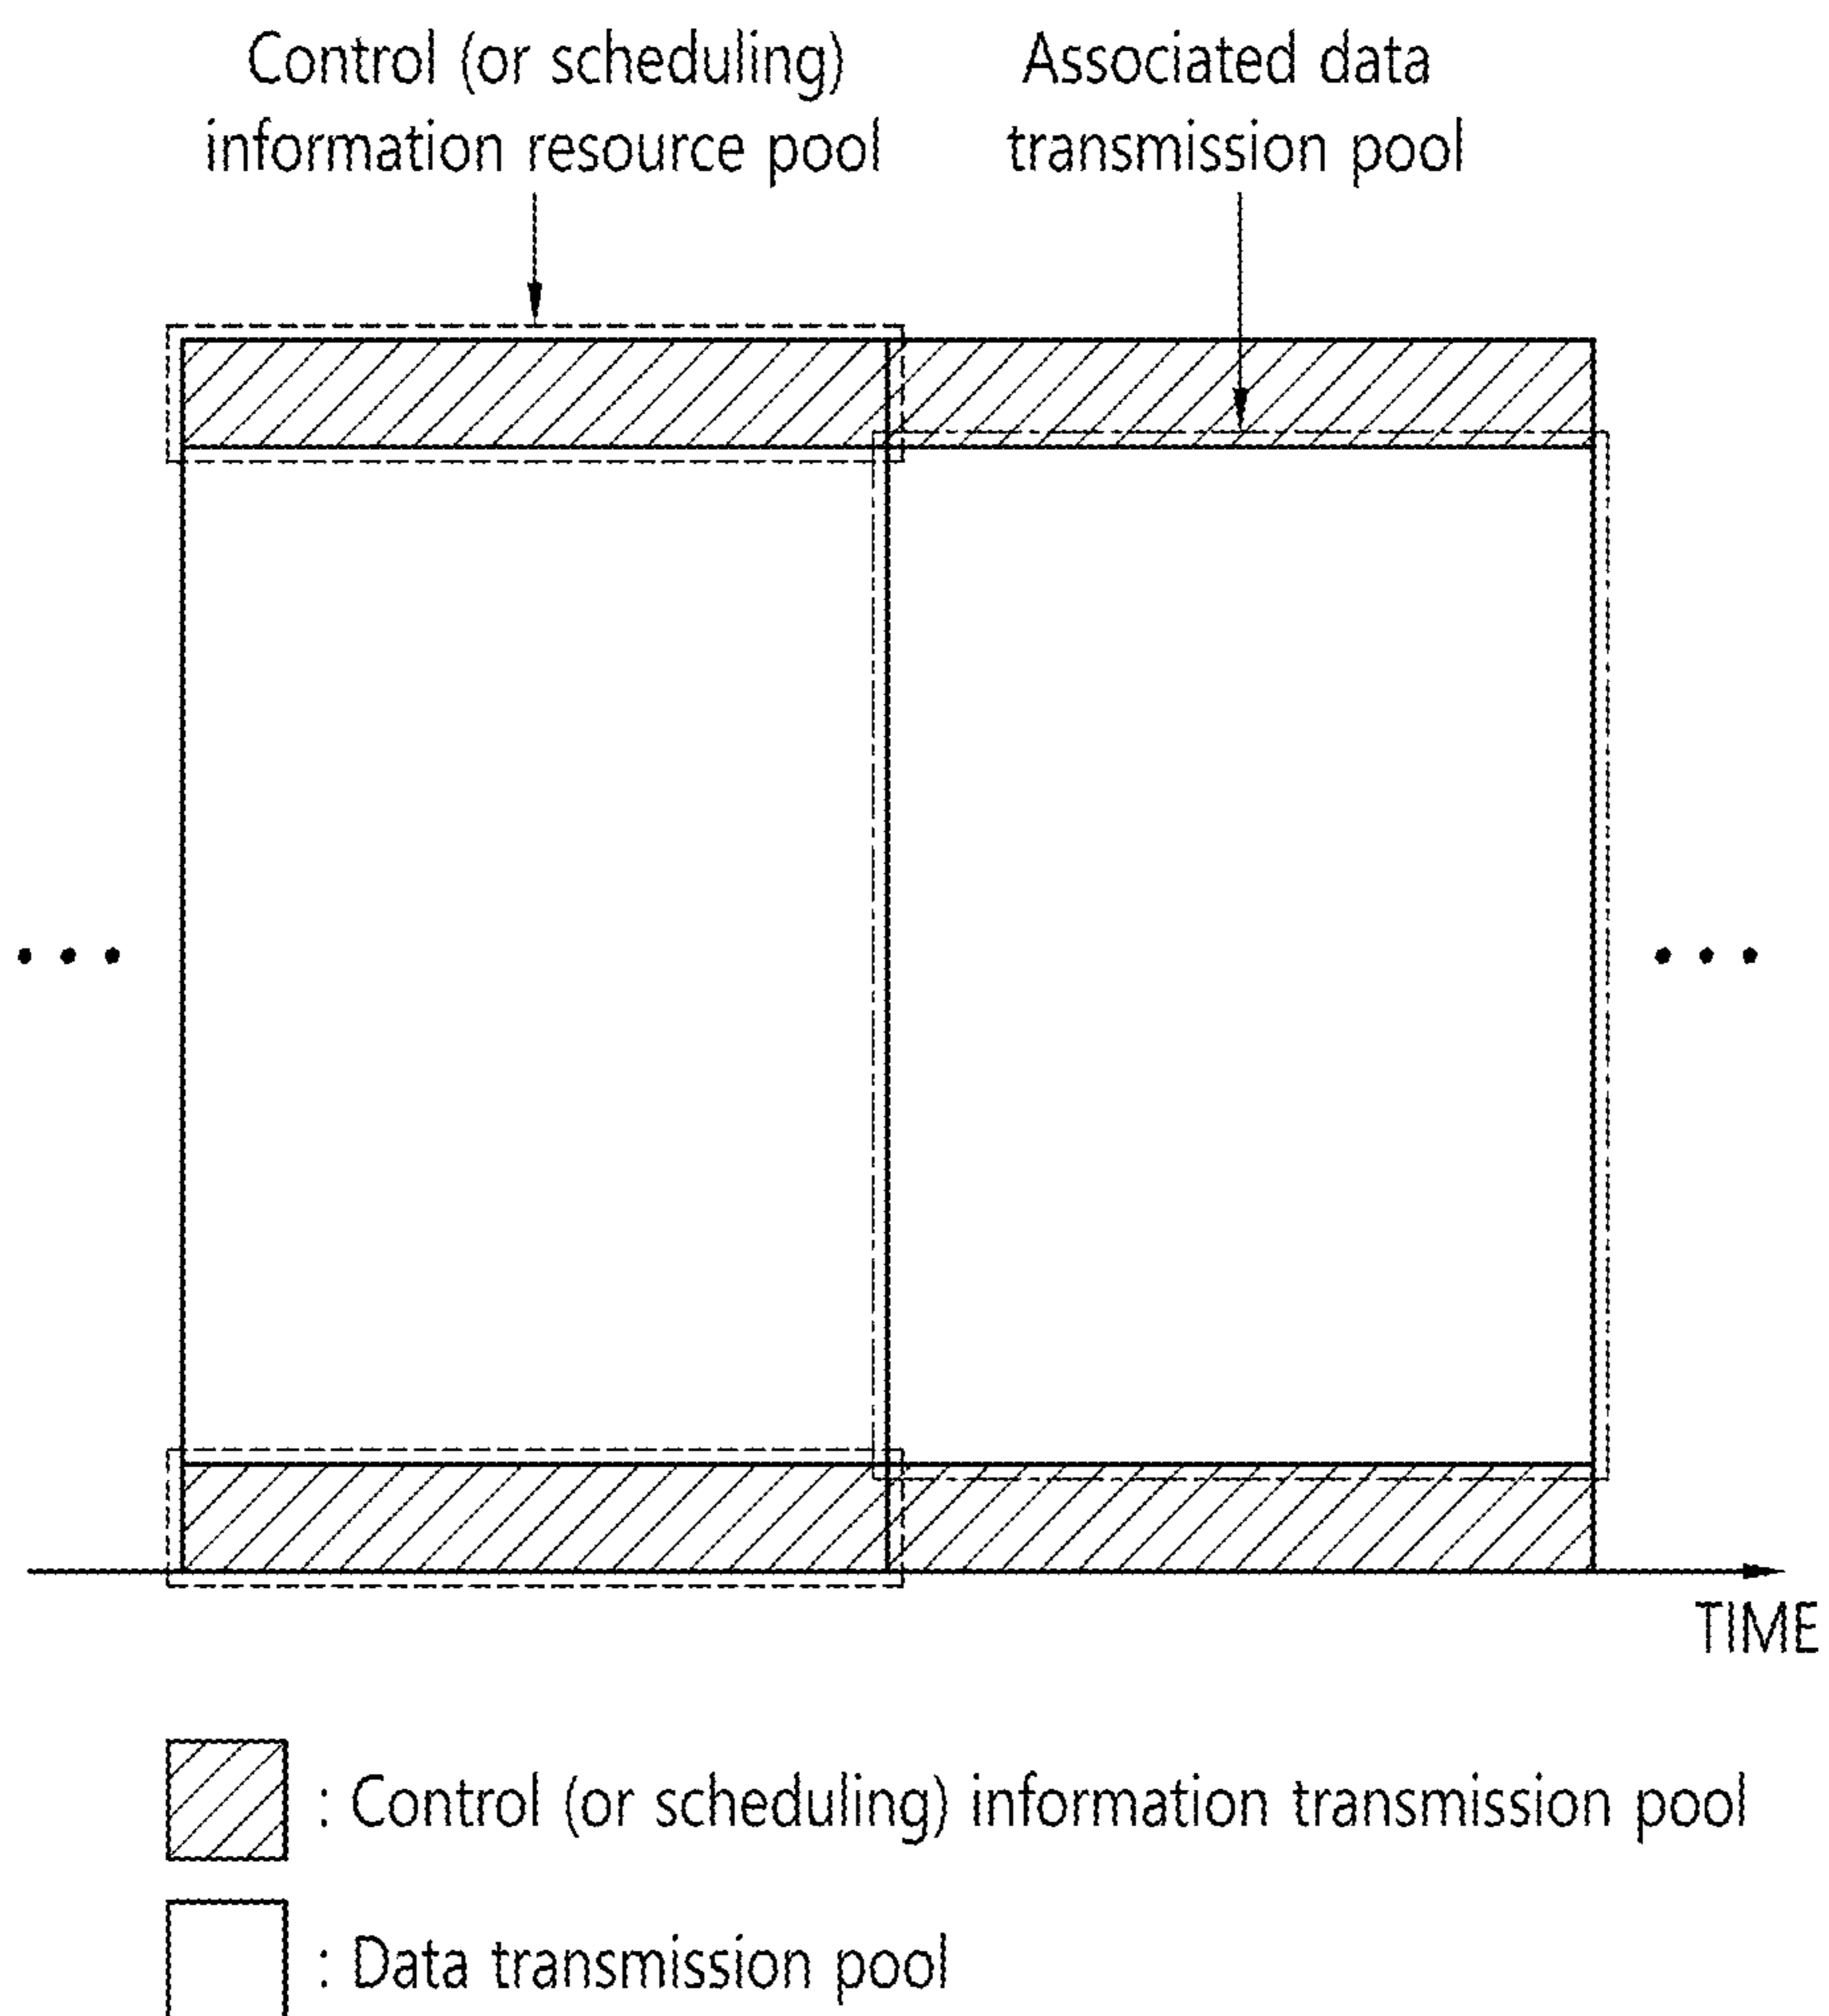 Control (or scheduling)
information resource pool
Associated data
transmission pool
TIME
: Control (or scheduling) information transmission pool
: Data transmission pool